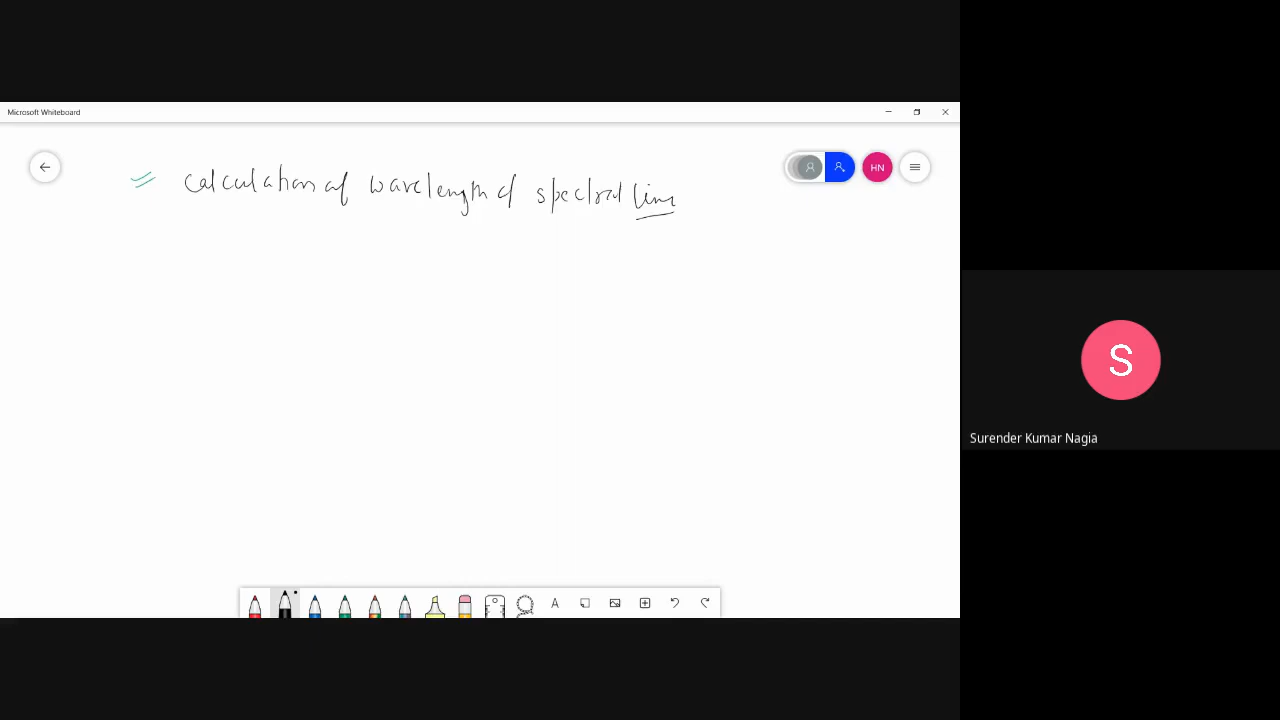 Microsoft Whiteboard
HN
Calculation of wavelength of spectral line
S
Surender Kumar Nagia
A